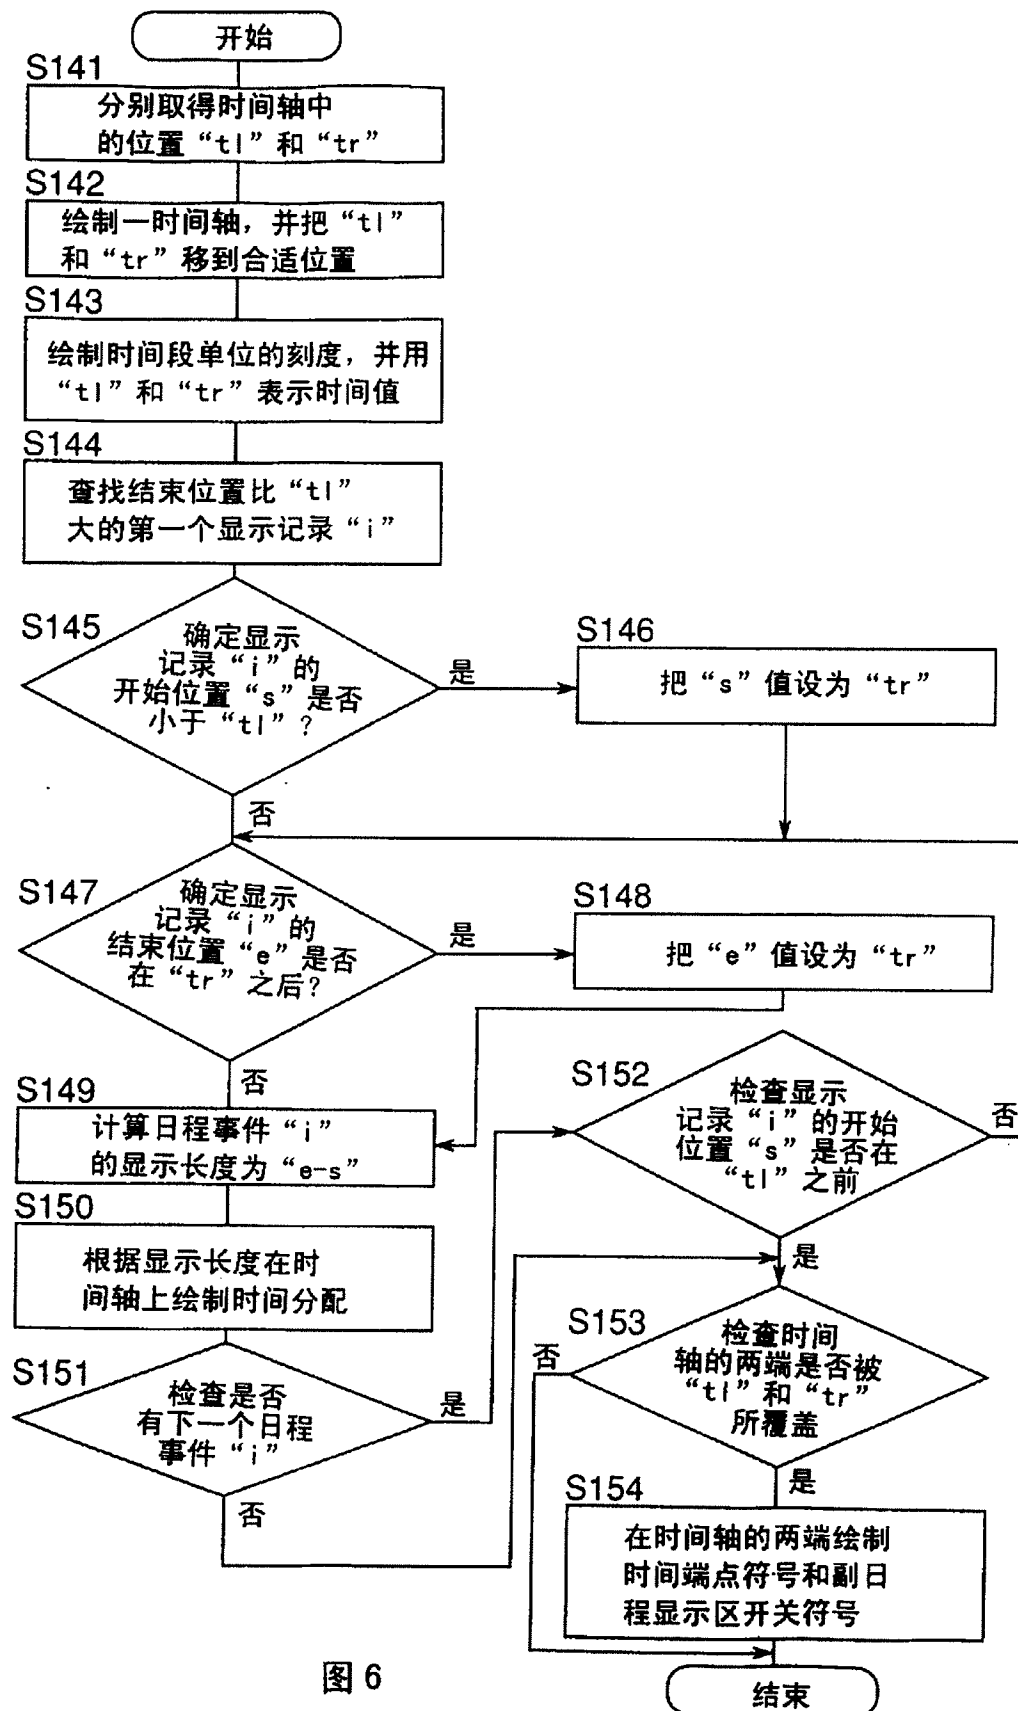 开始
S141
分别取得时间轴中
的位置“tl”和“tr”
S142
绘制一时间轴，并把“tl”
和“tr”移到合适位置
S143
绘制时间段单位的刻度，并用
“tl”和“tr”表示时间值
S144
查找结束位置比“tl”
大的第一个显示记录“i”
S145
确定显示
记录“i”的
开始位置“s”是否
小于“tl”？
是
否
S146
把“s”值设为“tr”
S147
确定显示
记录“i”的
结束位置“e”是否
在“tr”之后？
是
否
S148
把“e”值设为“tr”
S149
计算日程事件“i”
的显示长度为“e-s”
S150
根据显示长度在时
间轴上绘制时间分配
S151
检查是否
有下一个日程
事件“i”
是
否
S152
检查显示
记录“i”的开始
位置“s”是否在
“tl”之前
否
是
S153
检查时间
轴的两端是否被
“tl”和“tr”
所覆盖
否
是
S154
在时间轴的两端绘制
时间端点符号和副日
程显示区开关符号
结束
图 6